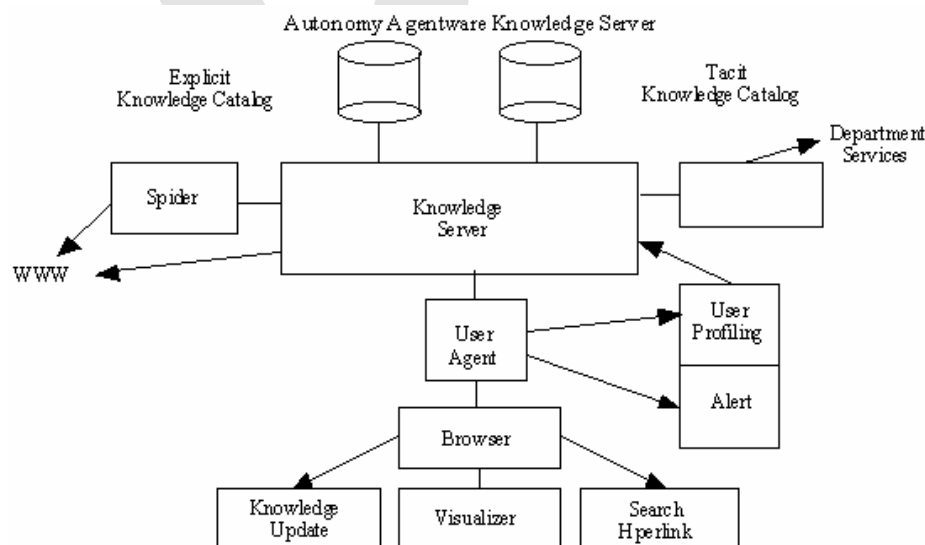 Autonomy Agentware Knowledge Server
Explicit
Knowledge Catalog
Tacit
Knowledge Catalog
Department
Services
Spider
Knowledge
Server
WWW
User
Agent
User
Profiling
Alert
Browser
Knowledge
Update
Visualizer
Search
Hperlink